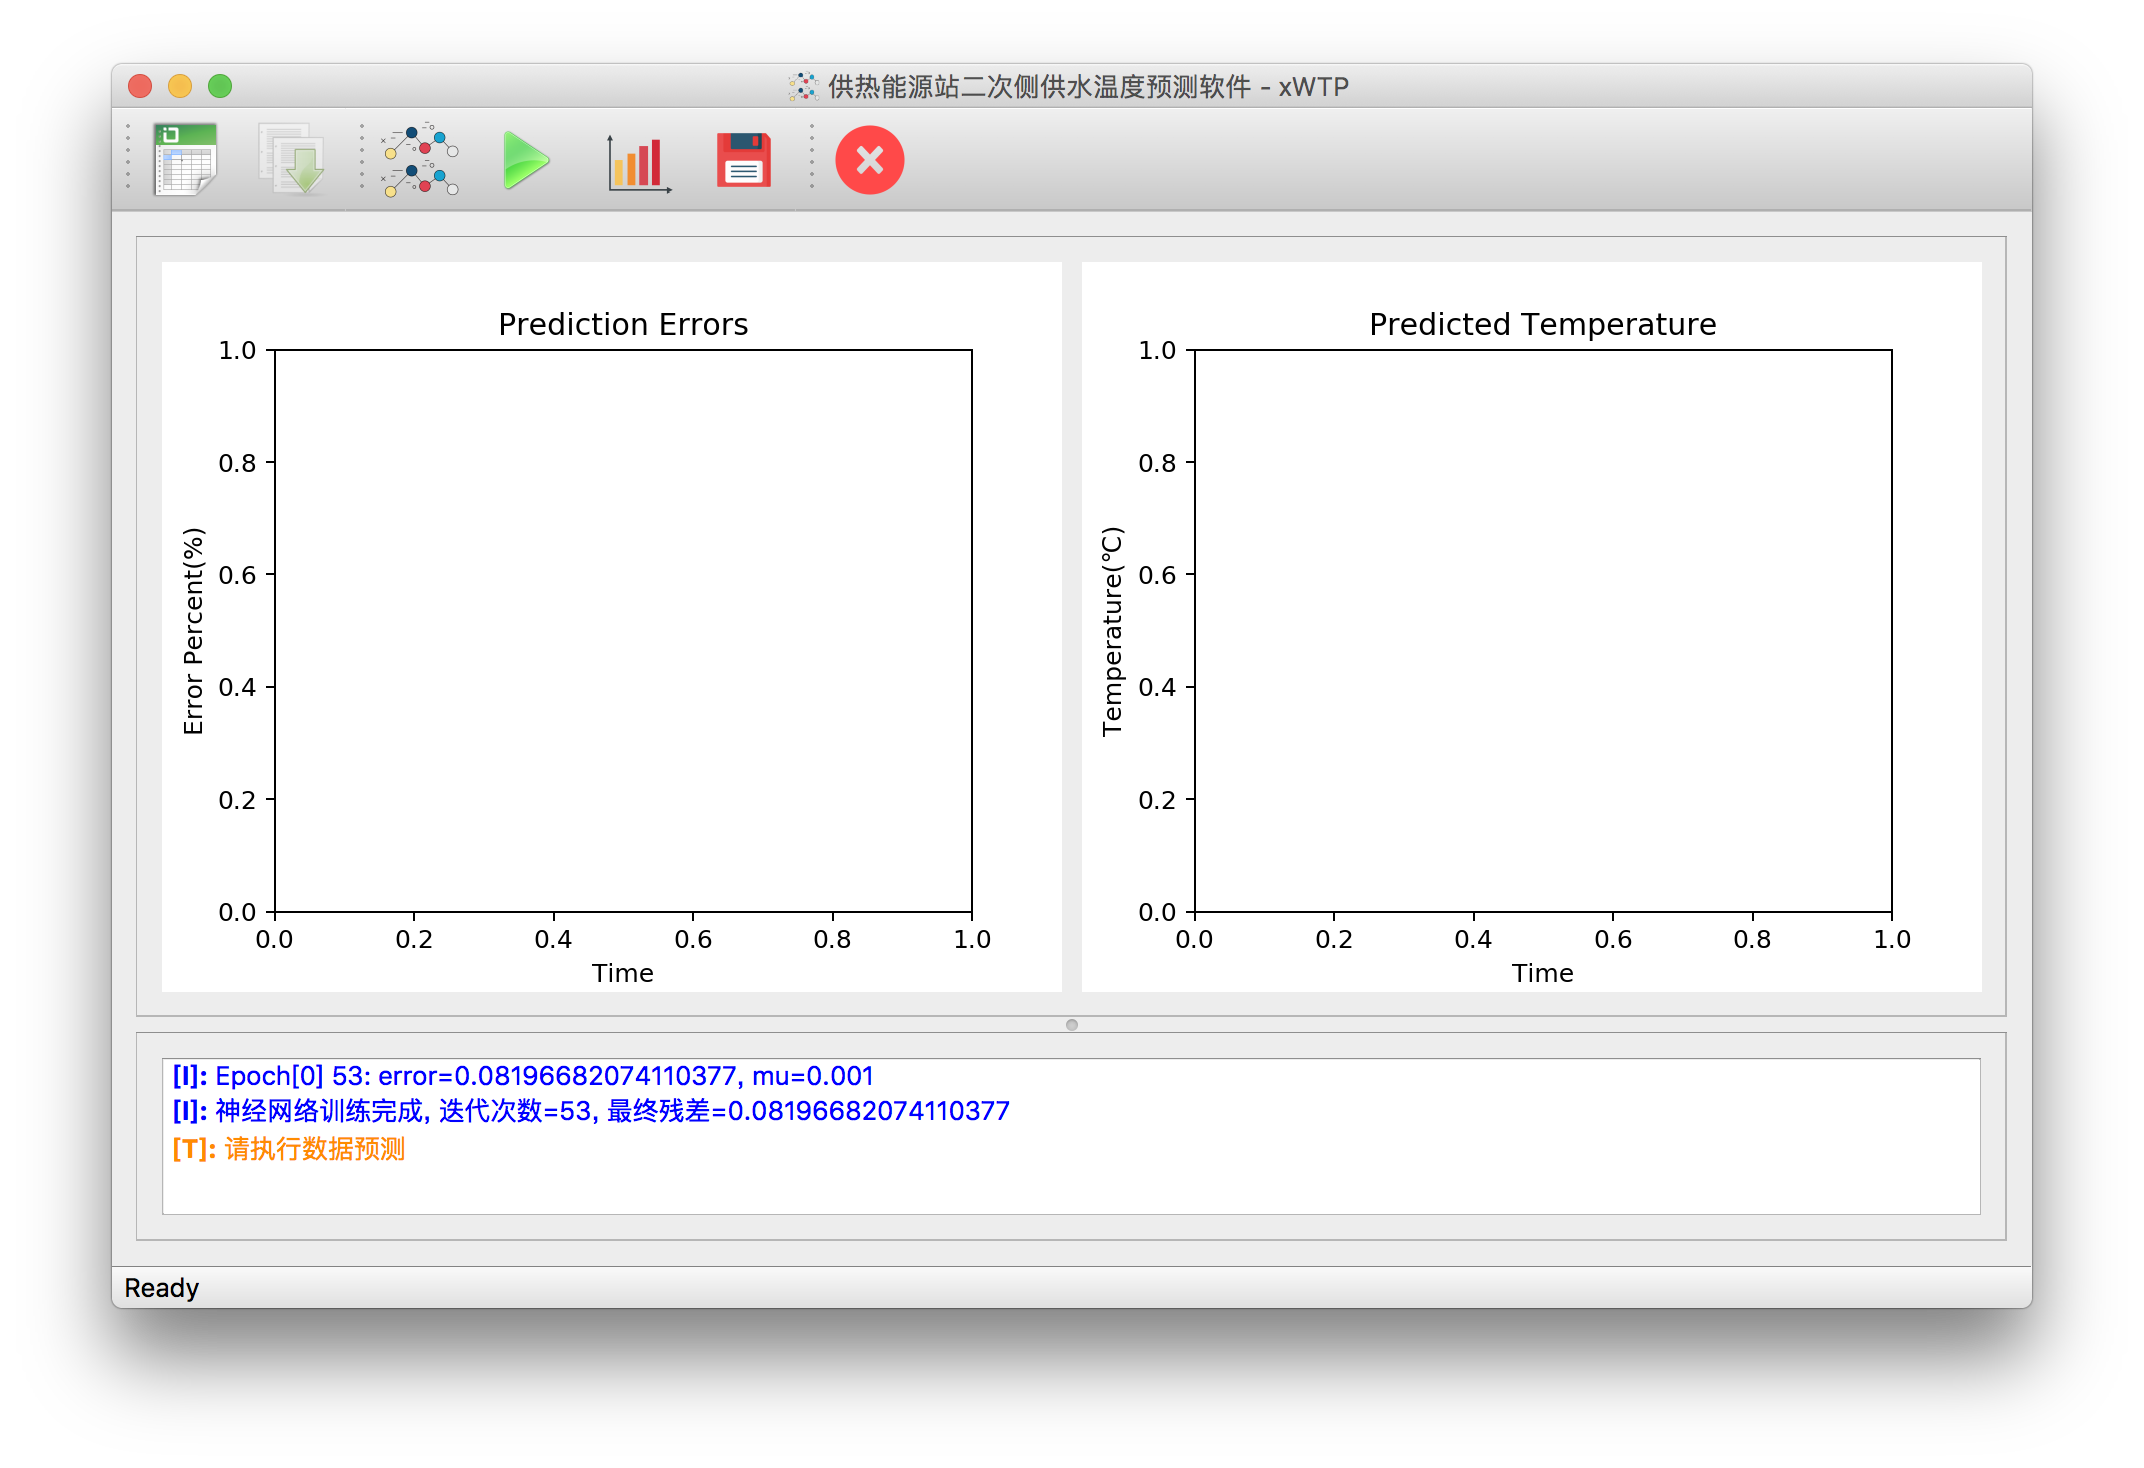 供热能源站二次侧供水温度预测软件 - xWTP
Prediction Errors
1.0
0.8
0.6
0.4
0.2
0.0
Error Percent(%)
0.0 0.2 0.4 0.6 0.8 1.0
Time
Predicted Temperature
1.0
0.8
0.6
0.4
0.2
0.0
Temperature(℃)
0.0 0.2 0.4 0.6 0.8 1.0
Time
[I]: Epoch[0] 53: error=0.08196682074110377, mu=0.001
[I]: 神经网络训练完成, 迭代次数=53, 最终残差=0.08196682074110377
[T]: 请执行数据预测
Ready